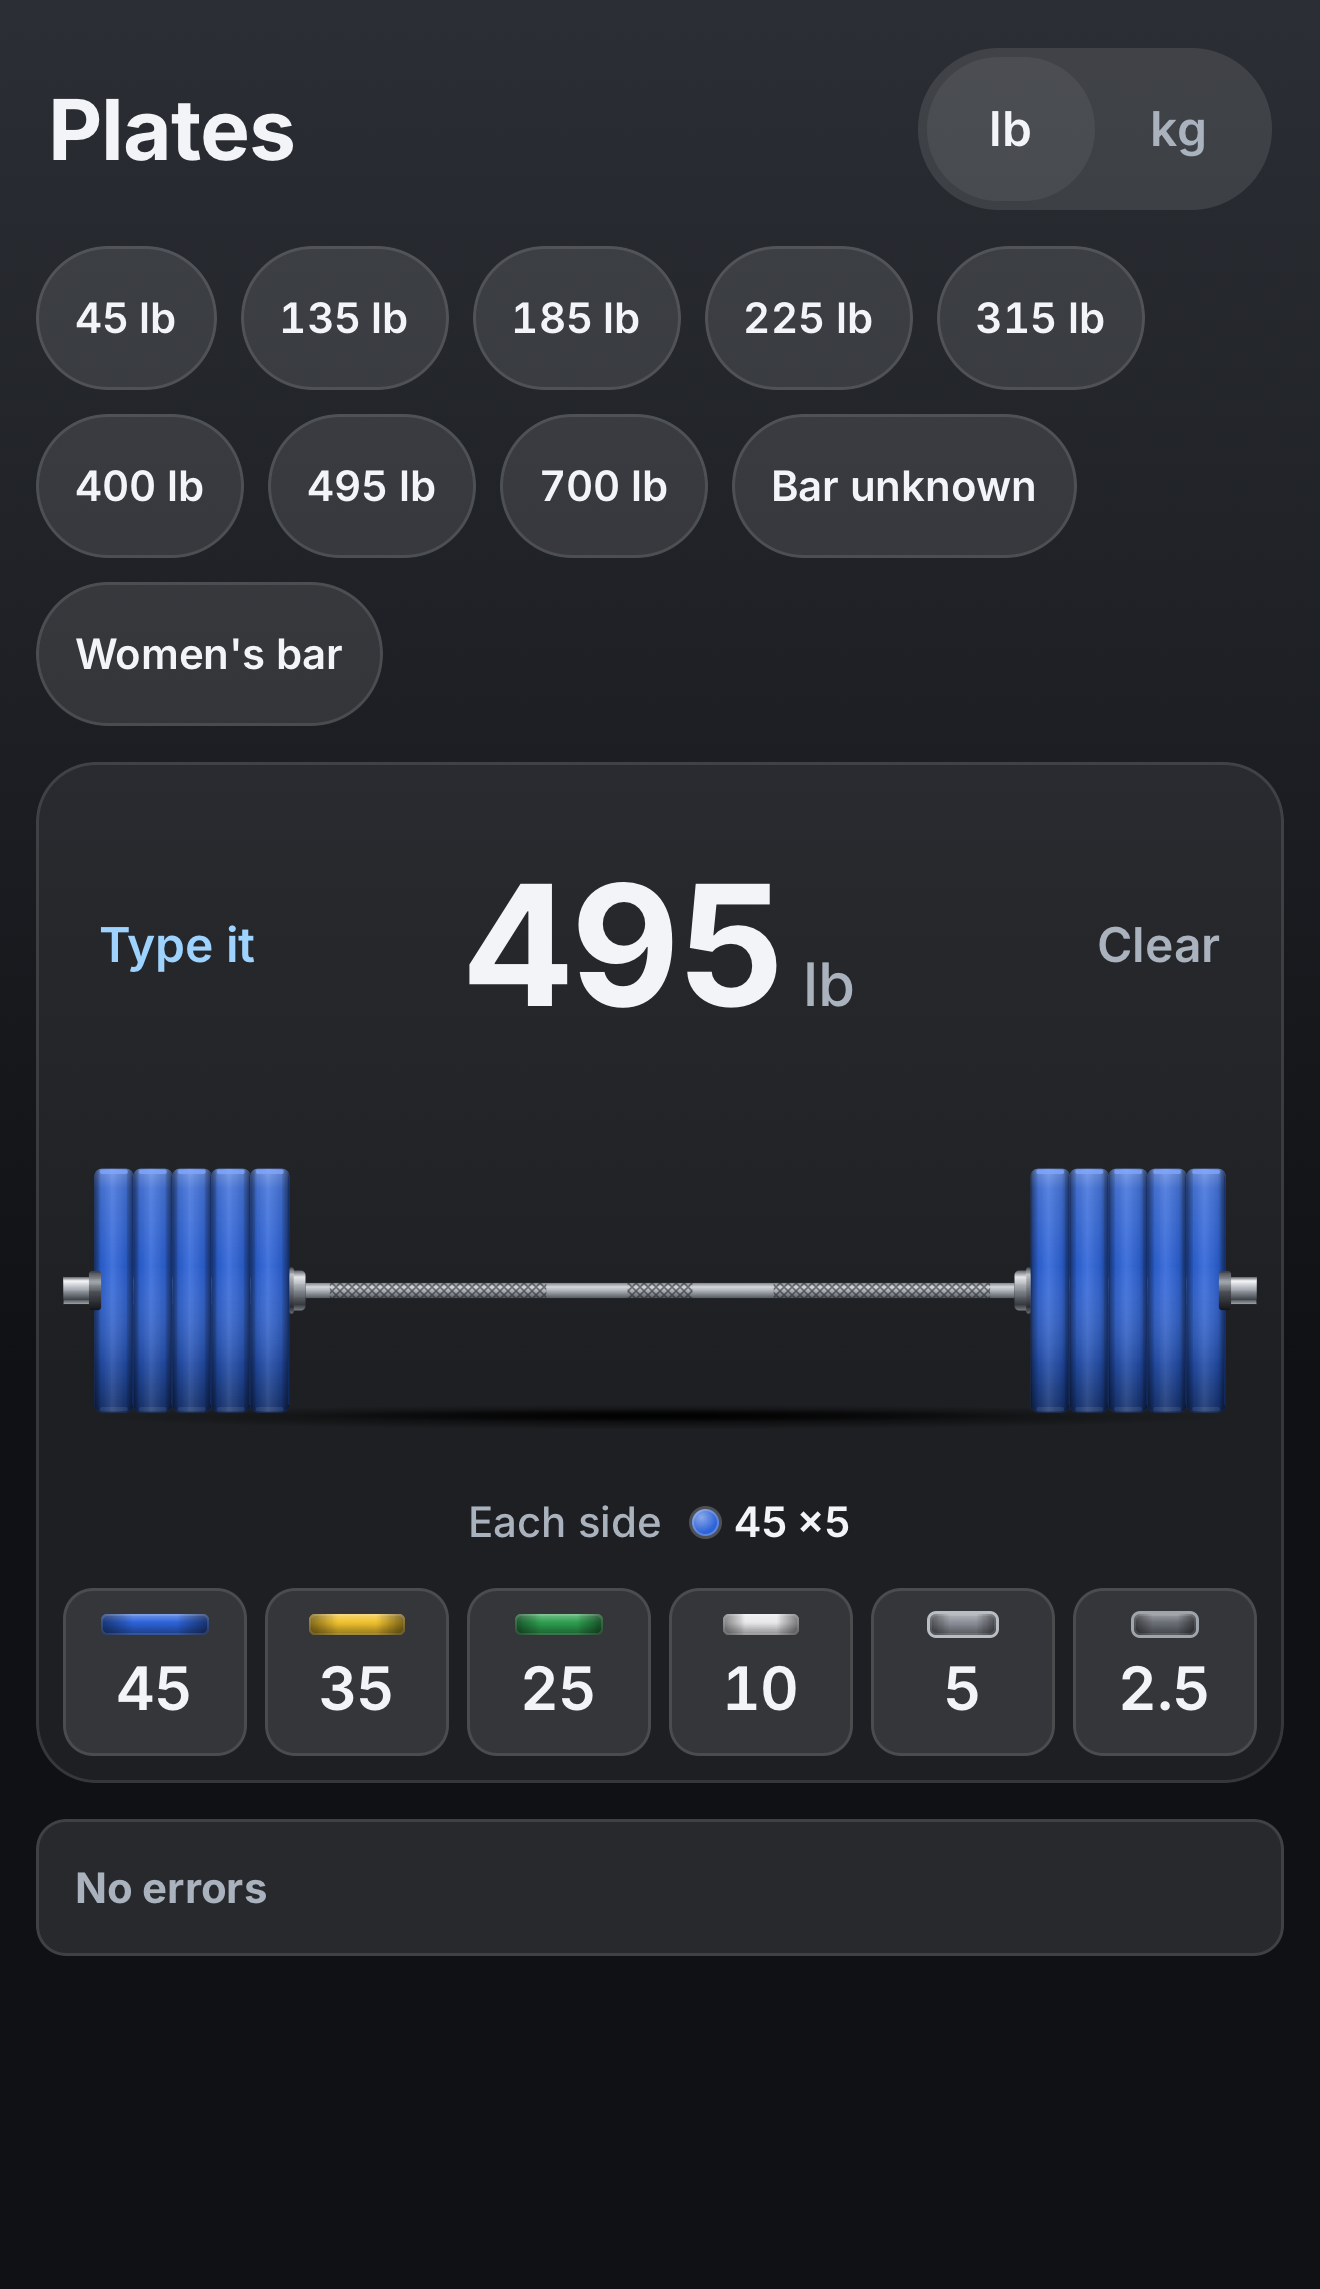 Plates
lb kg
45 lb 135 lb 185 lb 225 lb 315 lb
400 lb 495 lb 700 lb Bar unknown
Women's bar
Type it 495 lb Clear
Each side 45 ×5
45 35 25 10 5 2.5
No errors